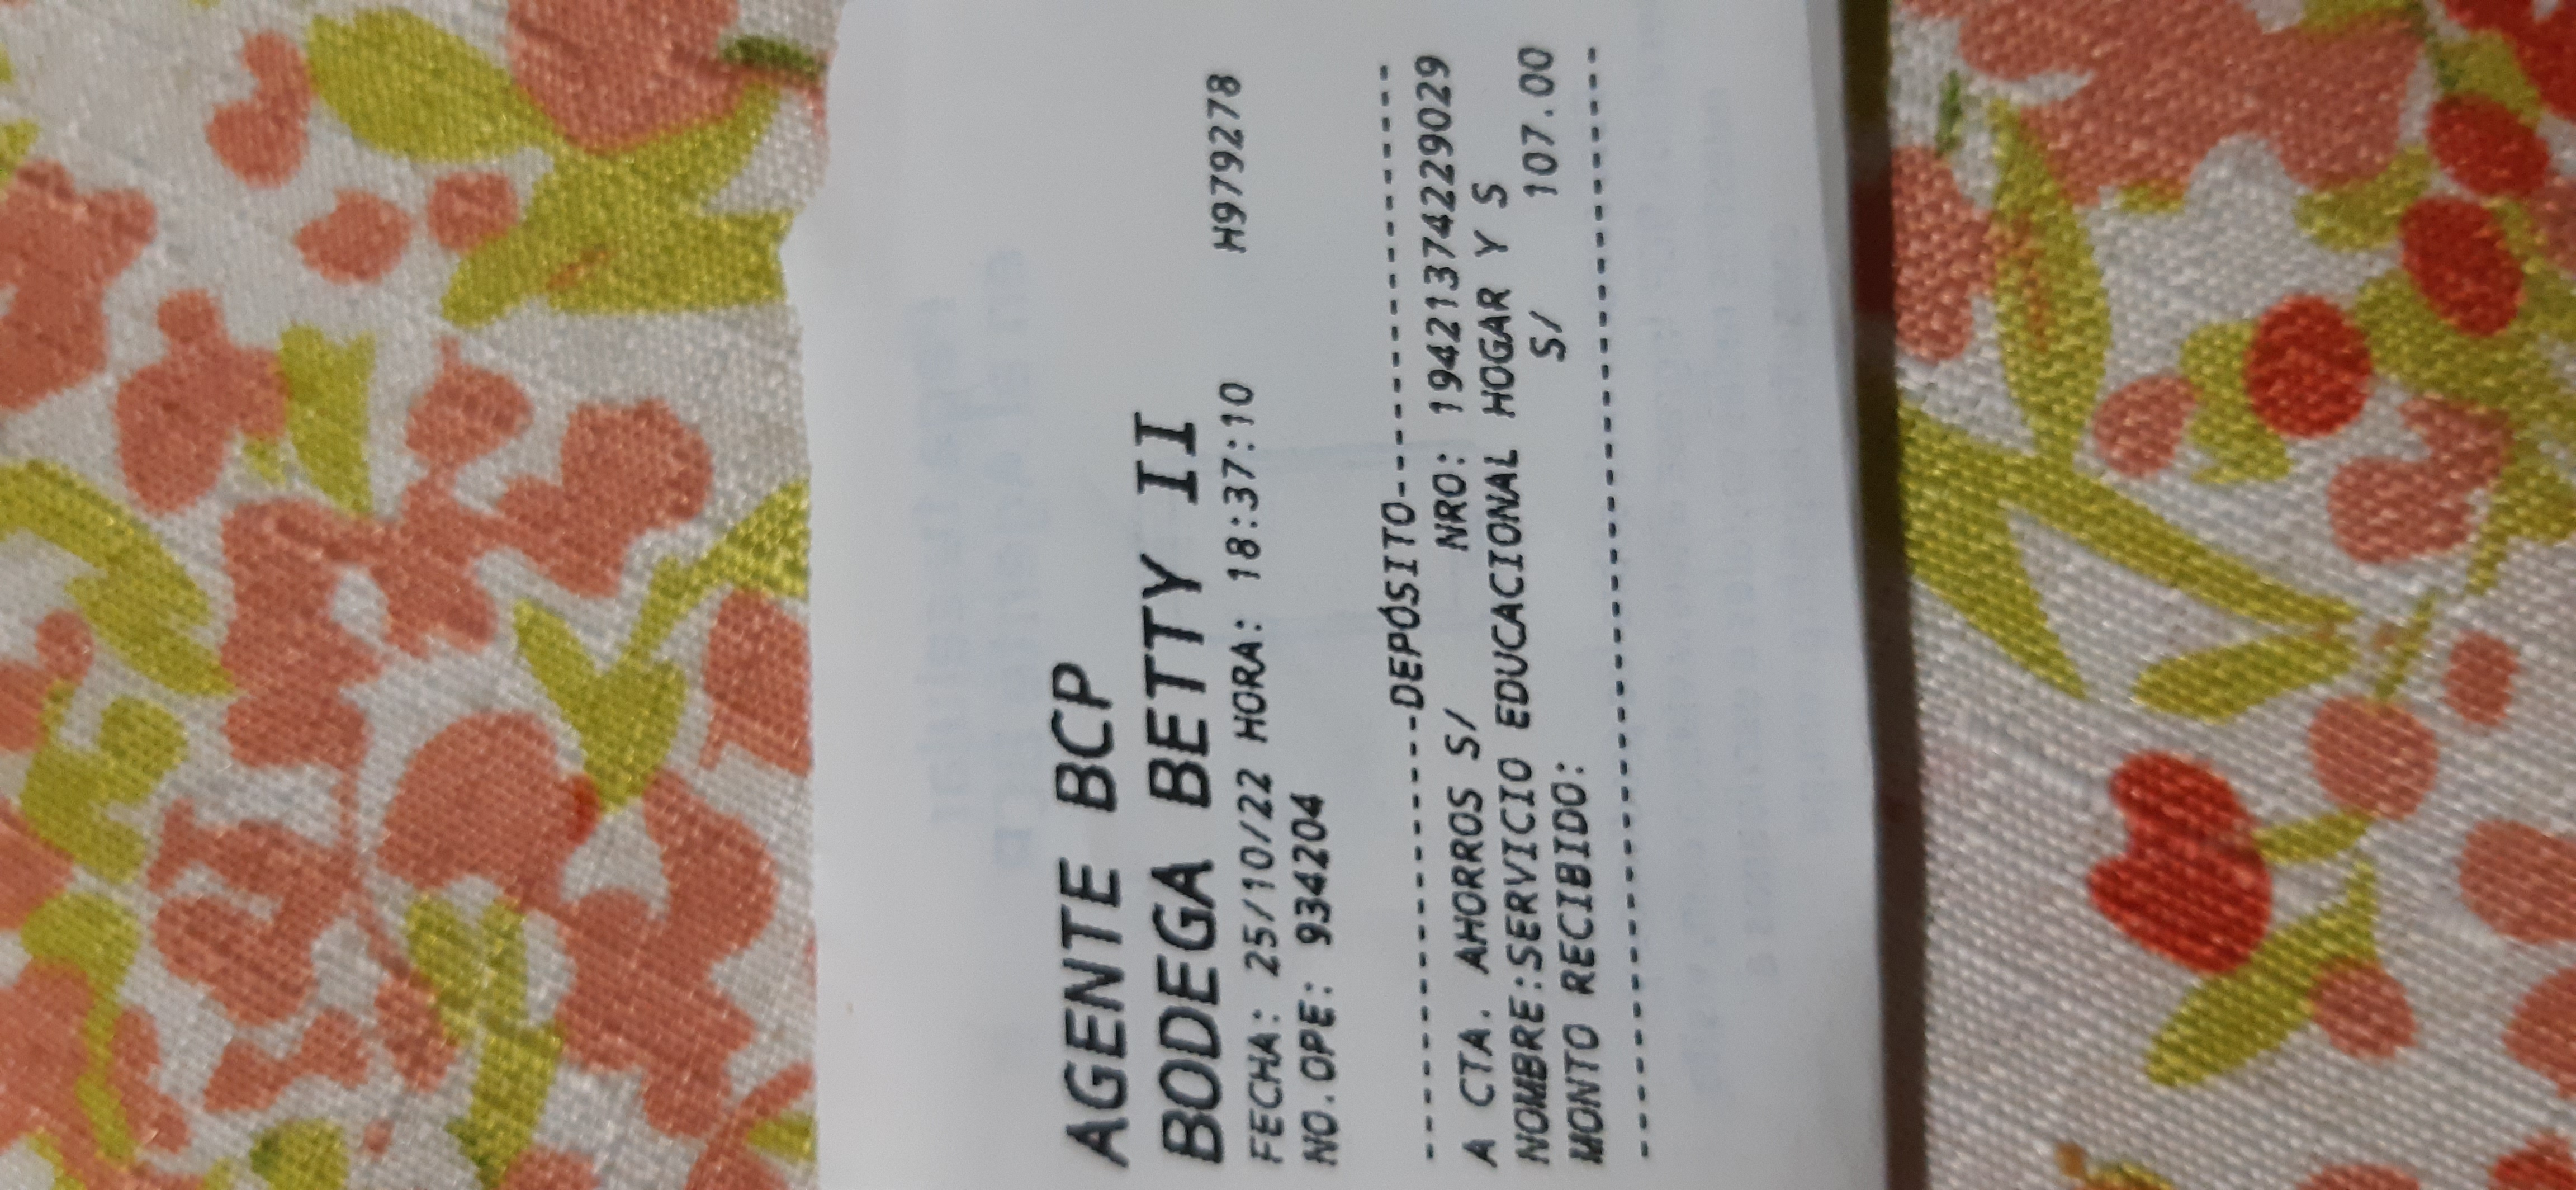 AGENTE BCP
BODEGA BETTY II
FECHA: 25/10/22 HORA: 18:37:10 H979278
NO.OPE: 934204
----------------DEPÓSITO----------------
A CTA. AHORROS S/ NRO: 19421374229029
NOMBRE:SERVICIO EDUCACIONAL HOGAR Y S
MONTO RECIBIDO: S/ 107.00
----------------------------------------